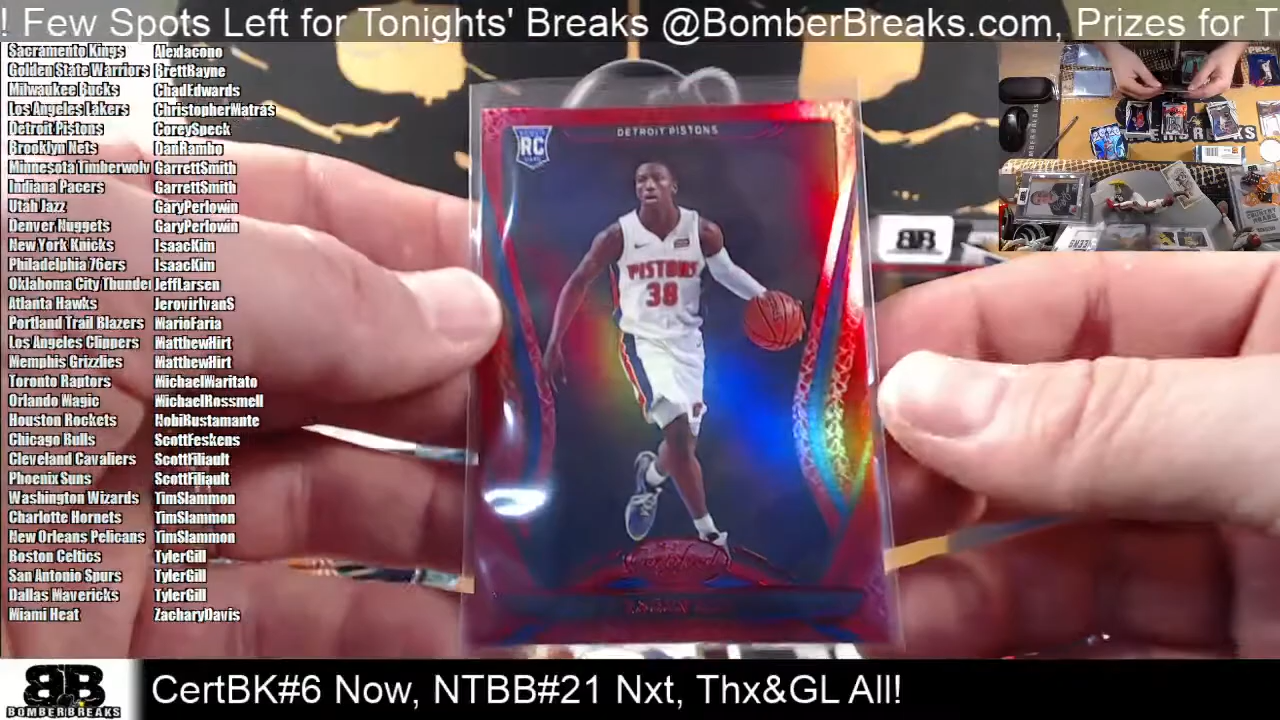 ! Few Spots Left for Tonights' Breaks @BomberBreaks.com, Prizes for T
Sacramento Kings Alexlacono
Golden State Warriors BrettBayne
Milwaukee Bucks ChadEdwards
Los Angeles Lakers ChristopherMatras
Detroit Pistons CoreySpeck
Brooklyn Nets DanRambo
Minnesota Timberwolv GarrettSmith
Indiana Pacers GarrettSmith
Utah Jazz GaryPerlowin
Denver Nuggets GaryPerlowin
New York Knicks IsaacKim
Philadelphia 76ers IsaacKim
Oklahoma City Thunder JeffLarsen
Atlanta Hawks JerovirIvanS
Portland Trail Blazers MarioFaria
Los Angeles Clippers MatthewHirt
Memphis Grizzlies MatthewHirt
Toronto Raptors MichaelMaritato
Orlando Magic MichaelRossmell
Houston Rockets NobiBustamante
Chicago Bulls ScottFeskens
Cleveland Cavaliers ScottFiliault
Phoenix Suns ScottFiliault
Washington Wizards TimSlammon
Charlotte Hornets TimSlammon
New Orleans Pelicans TimSlammon
Boston Celtics TylerGill
San Antonio Spurs TylerGill
Dallas Mavericks TylerGill
Miami Heat ZacharyDavis
DETROIT PISTONS
RC
PISTONS
38
BB
BOMBERBREAKS
CertBK#6 Now, NTBB#21 Nxt, Thx&GL All!